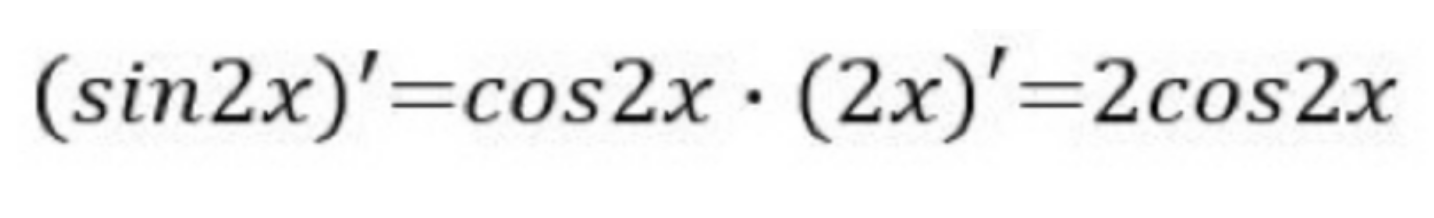 (sin2x)′=cos2x · (2x)′=2cos2x